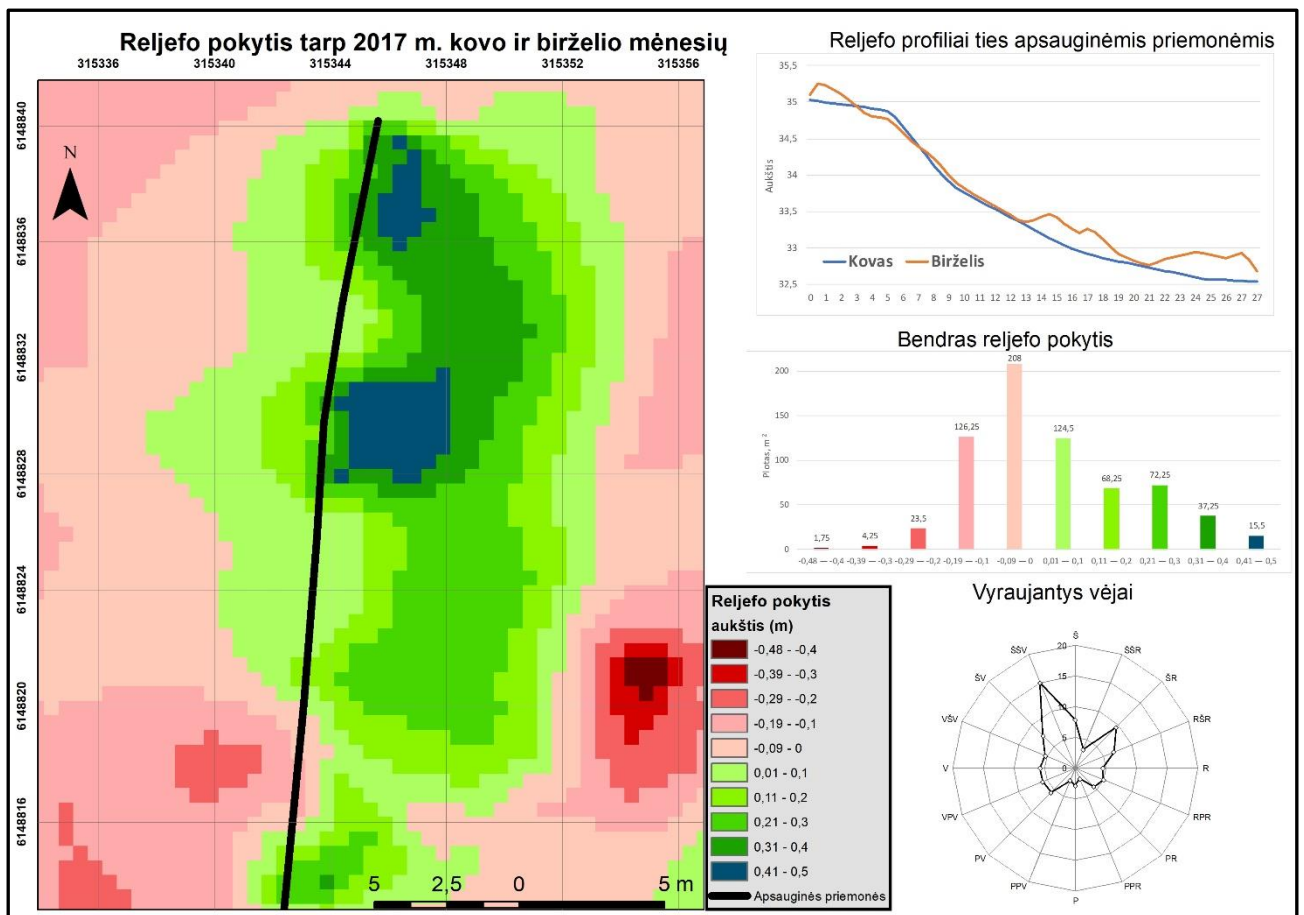 Reljefo pokytis tarp 2017 m. kovo ir birželio mėnesių
315336 315340 315344 315348 315352 315356
6148840
6148836
6148832
6148828
6148824
6148820
6148816
N
5 2,5 0 5 m
Reljefo pokytis
aukštis (m)
-0,48 - -0,4
-0,39 - -0,3
-0,29 - -0,2
-0,19 - -0,1
-0,09 - 0
0,01 - 0,1
0,11 - 0,2
0,21 - 0,3
0,31 - 0,4
0,41 - 0,5
Apsauginės priemonės
Reljefo profiliai ties apsauginėmis priemonėmis
35,5
35
34,5
34
33,5
33
32,5
Aukštis
Kovas Birželis
0 1 2 3 4 5 6 7 8 9 10 11 12 13 14 15 16 17 18 19 20 21 22 23 24 25 26 27 27
Bendras reljefo pokytis
200
150
100
50
0
Plotas, m²
1,75
4,25
23,5
126,25
208
124,5
68,25
72,25
37,25
15,5
-0,48 — -0,4 -0,39 — -0,3 -0,29 — -0,2 -0,19 — -0,1 -0,09 — 0 0,01 - 0,1 0,11 — 0,2 0,21 - 0,3 0,31 — 0,4 0,41 - 0,5
Vyraujantys vėjai
Š
ŠŠR
ŠR
RŠR
R
RPR
PR
PPR
P
PPV
PV
VPV
V
VŠV
ŠV
ŠŠV
20
15
10
5
0